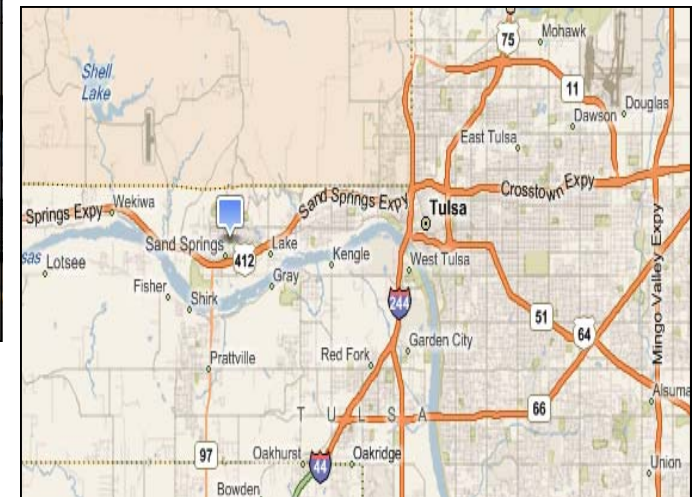 75
Mohawk
Shell
Lake
11
Dawson
Douglas
East Tulsa
Springs Expy
Wekiwa
Sand Springs Expy
Crosstown Expy
Tulsa
Sand Springs
412
Lake
Kengle
West Tulsa
sas
Lotsee
Gray
Fisher
Shirk
244
Mingo Valley Expy
51
64
Garden City
Prattville
Red Fork
Alsuma
T U L S A
66
97
Oakhurst
44
Oakridge
Union
Bowden